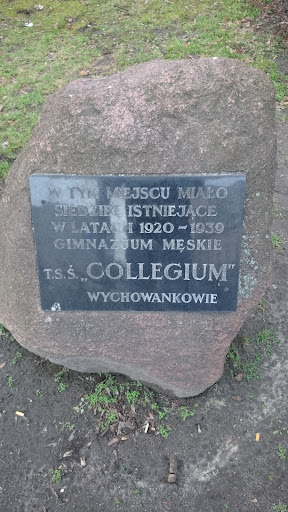 W TYM MIEJSCU MIAŁO
SIEDZIBĘ ISTNIEJĄCE
W LATACH 1920 - 1939
GIMNAZJUM MĘSKIE
T.S.Ś. „COLLEGIUM"
WYCHOWANKOWIE